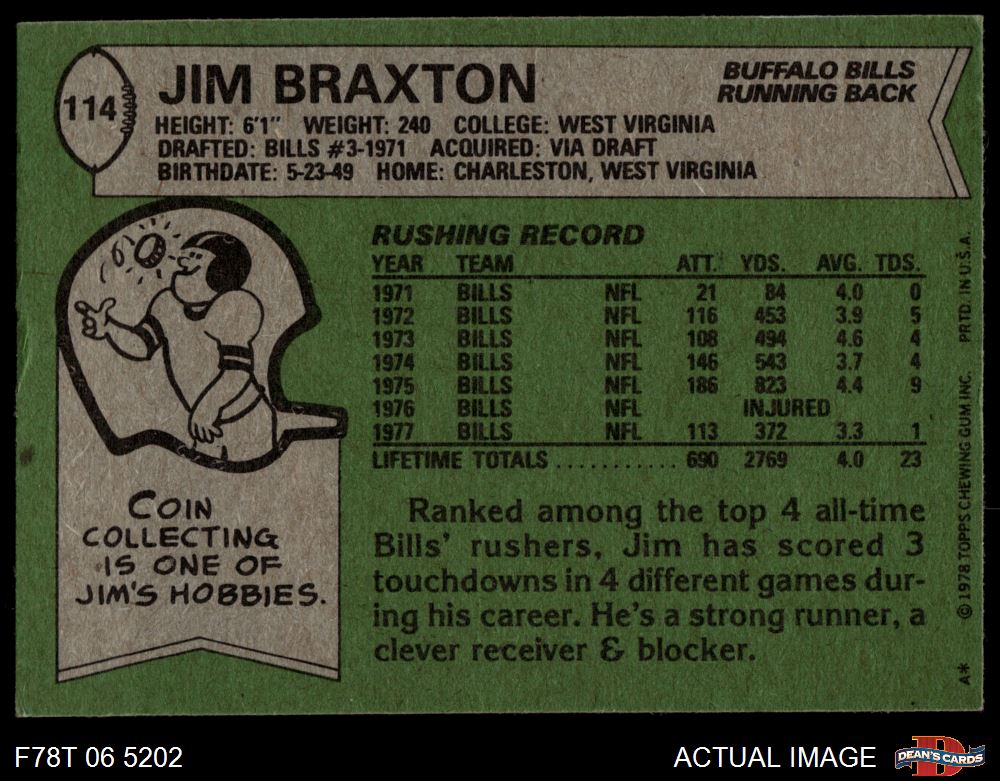 114
JIM BRAXTON
BUFFALO BILLS
RUNNING BACK
HEIGHT: 6'1" WEIGHT: 240 COLLEGE: WEST VIRGINIA
DRAFTED: BILLS #3-1971 ACQUIRED: VIA DRAFT
BIRTHDATE: 5-23-49 HOME: CHARLESTON, WEST VIRGINIA
RUSHING RECORD
YEAR TEAM ATT. YDS. AVG. TDS.
1971 BILLS NFL 21 84 4.0 0
1972 BILLS NFL 116 453 3.9 5
1973 BILLS NFL 108 494 4.6 4
1974 BILLS NFL 146 543 3.7 4
1975 BILLS NFL 186 823 4.4 9
1976 BILLS NFL INJURED
1977 BILLS NFL 113 372 3.3 1
LIFETIME TOTALS ........... 690 2769 4.0 23
COIN
COLLECTING
IS ONE OF
JIM'S HOBBIES.
Ranked among the top 4 all-time
Bills' rushers, Jim has scored 3
touchdowns in 4 different games dur-
ing his career. He's a strong runner, a
clever receiver & blocker.
A* © 1978 TOPPS CHEWING GUM INC. PRTD. IN U.S.A.
F78T 06 5202
ACTUAL IMAGE
DEAN'S CARDS